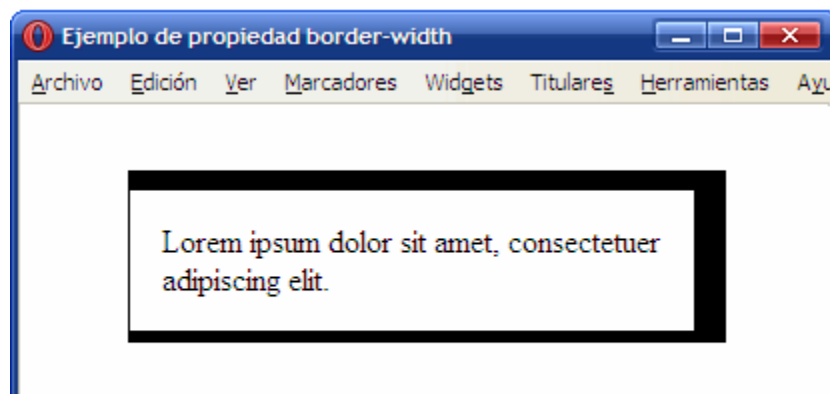 Ejemplo de propiedad border-width
Archivo Edición Ver Marcadores Widgets Titulares Herramientas Ayu
Lorem ipsum dolor sit amet, consectetuer
adipiscing elit.